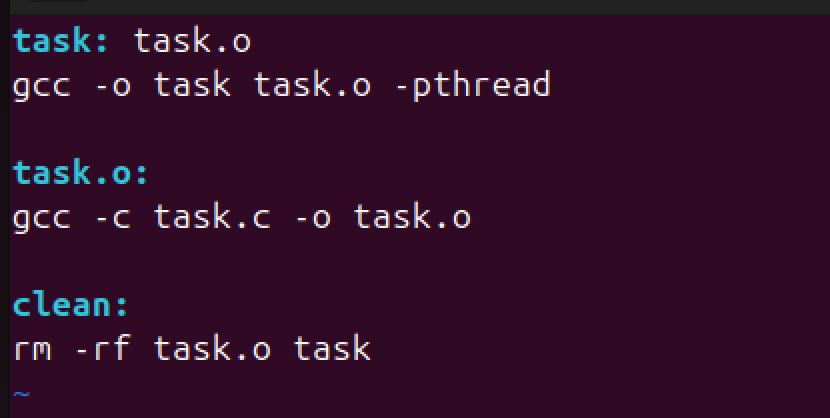 task: task.o
gcc -o task task.o -pthread
task.o:
gcc -c task.c -o task.o
clean:
rm -rf task.o task
~